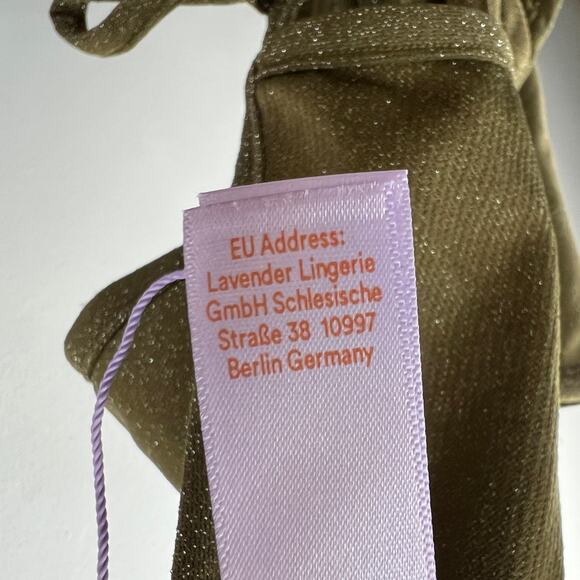 EU Address:
Lavender Lingerie
GmbH Schlesische
Straße 38 10997
Berlin Germany